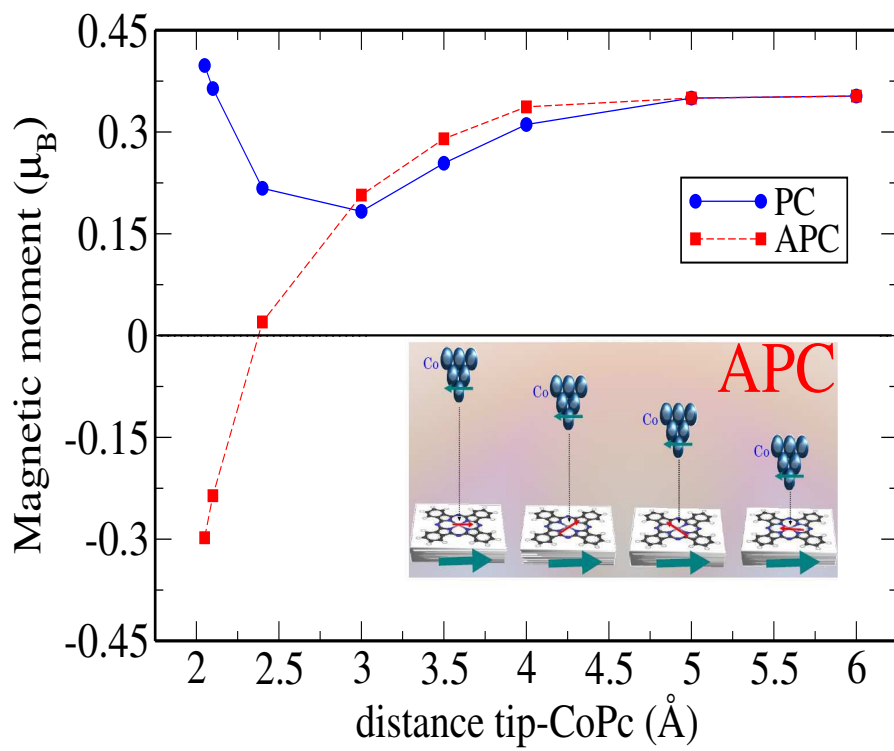 0.45
0.3
0.15
0
-0.15
-0.3
-0.45
Magnetic moment (μ_B)
PC
APC
APC
Co
Co
Co
Co
2 2.5 3 3.5 4 4.5 5 5.5 6
distance tip-CoPc (Å)